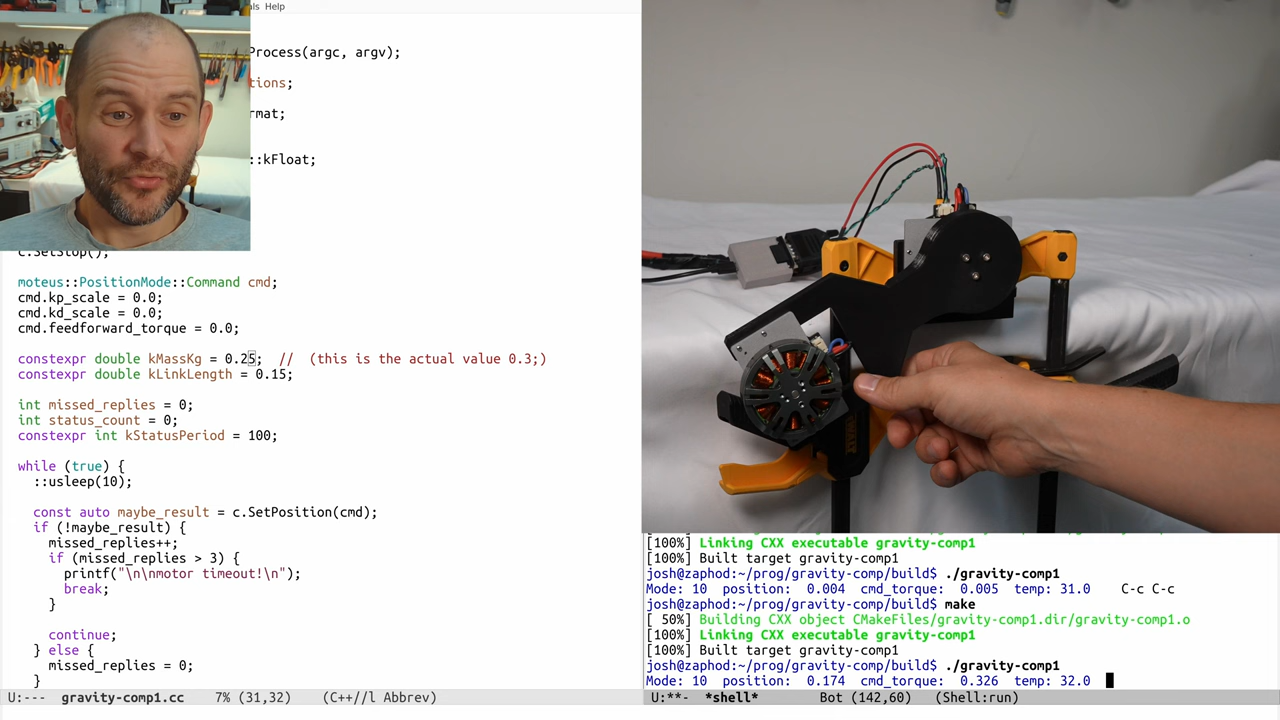 als Help
Process(argc, argv);
tions;
rmat;
::kFloat;
c.SetStop();
moteus::PositionMode::Command cmd;
cmd.kp_scale = 0.0;
cmd.kd_scale = 0.0;
cmd.feedforward_torque = 0.0;
constexpr double kMassKg = 0.25; // (this is the actual value 0.3;)
constexpr double kLinkLength = 0.15;
int missed_replies = 0;
int status_count = 0;
constexpr int kStatusPeriod = 100;
while (true) {
::usleep(10);
const auto maybe_result = c.SetPosition(cmd);
if (!maybe_result) {
missed_replies++;
if (missed_replies > 3) {
printf("\n\nmotor timeout!\n");
break;
}
continue;
} else {
missed_replies = 0;
}
U:--- gravity-comp1.cc 7% (31,32) (C++//l Abbrev)
[100%] Linking CXX executable gravity-comp1
[100%] Built target gravity-comp1
josh@zaphod:~/prog/gravity-comp/build$ ./gravity-comp1
Mode: 10 position: 0.004 cmd_torque: 0.005 temp: 31.0 C-c C-c
josh@zaphod:~/prog/gravity-comp/build$ make
[ 50%] Building CXX object CMakeFiles/gravity-comp1.dir/gravity-comp1.o
[100%] Linking CXX executable gravity-comp1
[100%] Built target gravity-comp1
josh@zaphod:~/prog/gravity-comp/build$ ./gravity-comp1
Mode: 10 position: 0.174 cmd_torque: 0.326 temp: 32.0
U:**- *shell* Bot (142,60) (Shell:run)